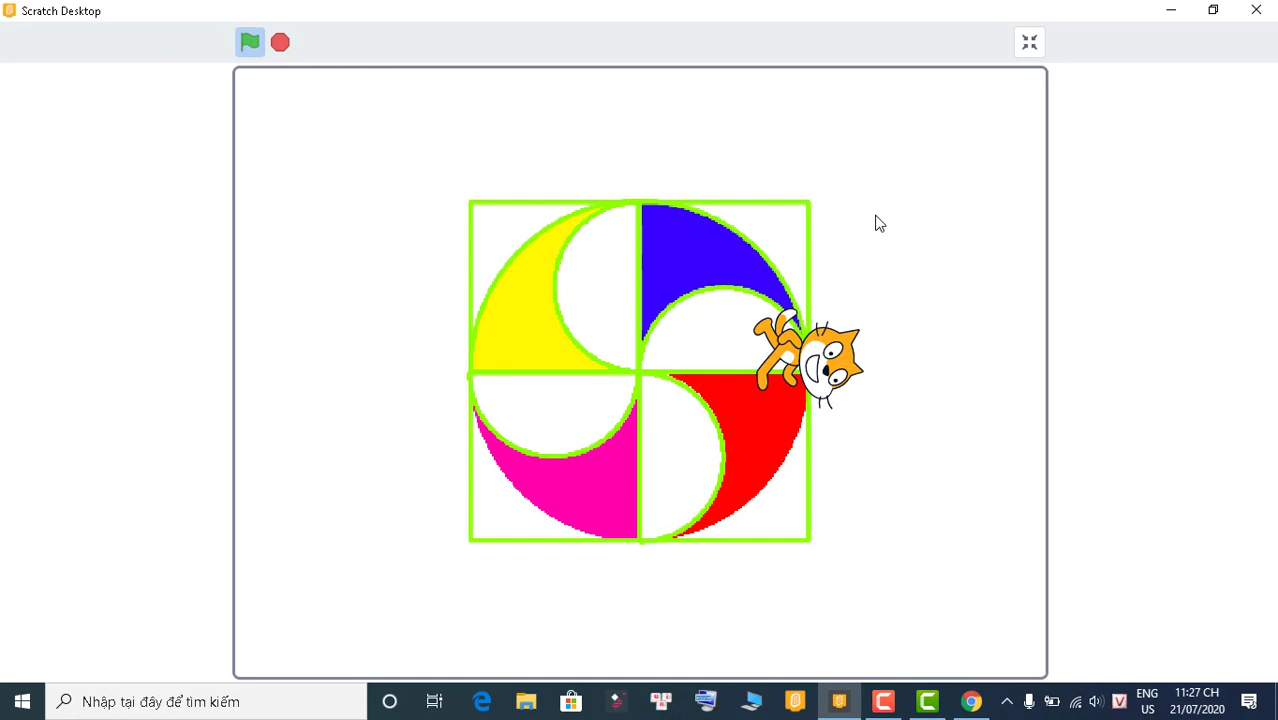 Scratch Desktop
Nhập tại đây để tìm kiếm
ENG
US
11:27 CH
21/07/2020